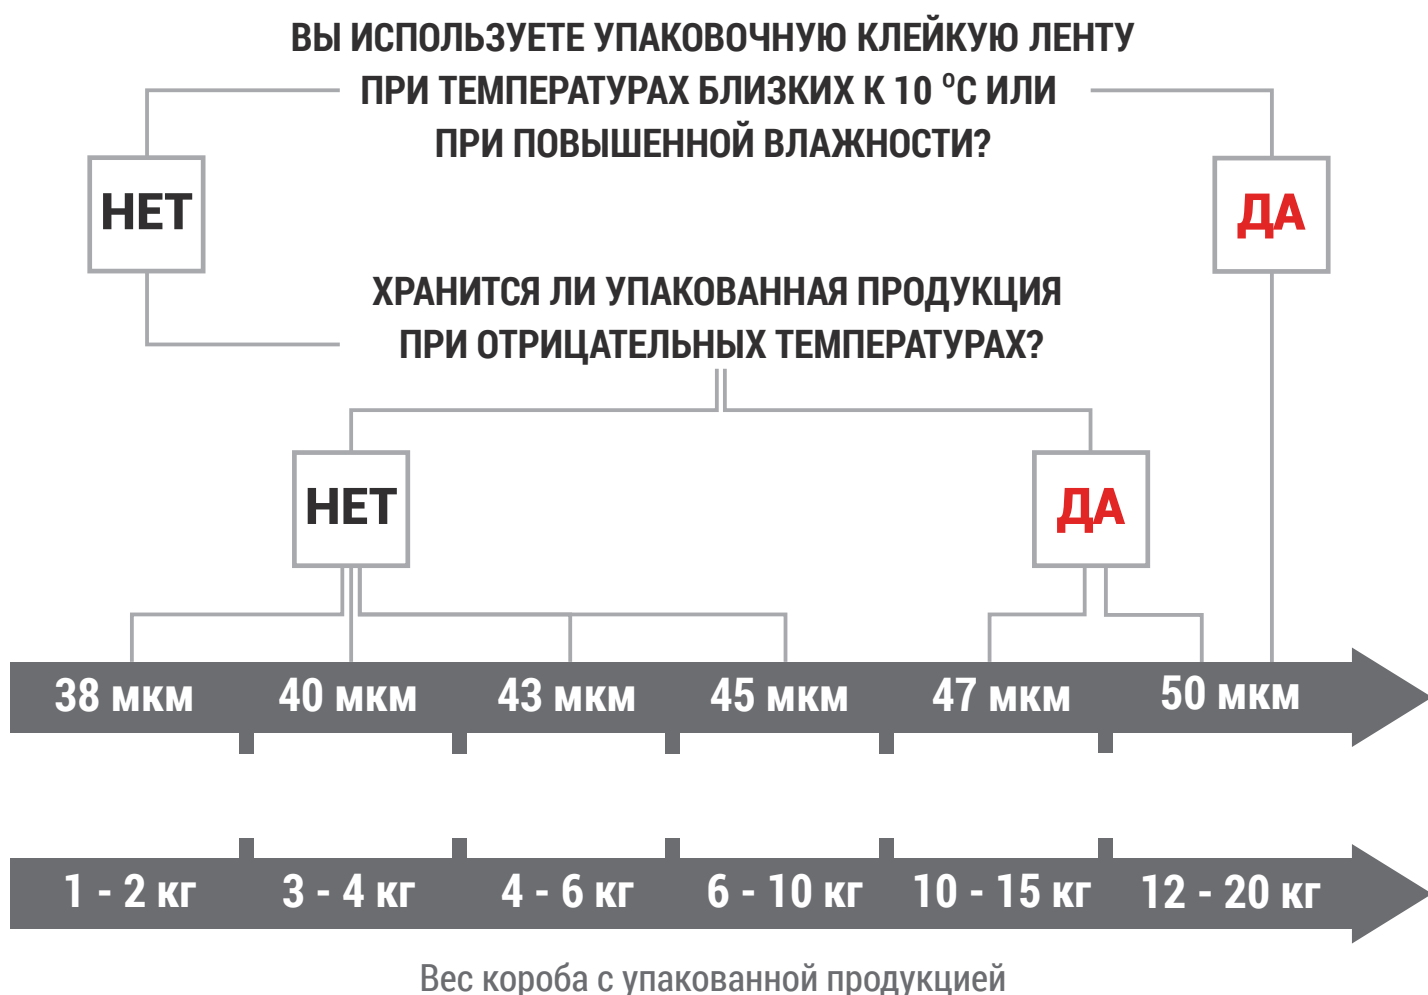 ВЫ ИСПОЛЬЗУЕТЕ УПАКОВОЧНУЮ КЛЕЙКУЮ ЛЕНТУ
ПРИ ТЕМПЕРАТУРАХ БЛИЗКИХ К 10 °С ИЛИ
ПРИ ПОВЫШЕННОЙ ВЛАЖНОСТИ?
НЕТ
ДА
ХРАНИТСЯ ЛИ УПАКОВАННАЯ ПРОДУКЦИЯ
ПРИ ОТРИЦАТЕЛЬНЫХ ТЕМПЕРАТУРАХ?
НЕТ
ДА
38 мкм 40 мкм 43 мкм 45 мкм 47 мкм 50 мкм
1 - 2 кг 3 - 4 кг 4 - 6 кг 6 - 10 кг 10 - 15 кг 12 - 20 кг
Вес короба с упакованной продукцией